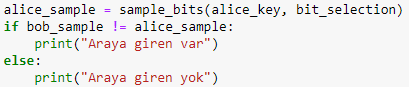 alice_sample = sample_bits(alice_key, bit_selection)
if bob_sample != alice_sample:
    print("Araya giren var")
else:
    print("Araya giren yok")